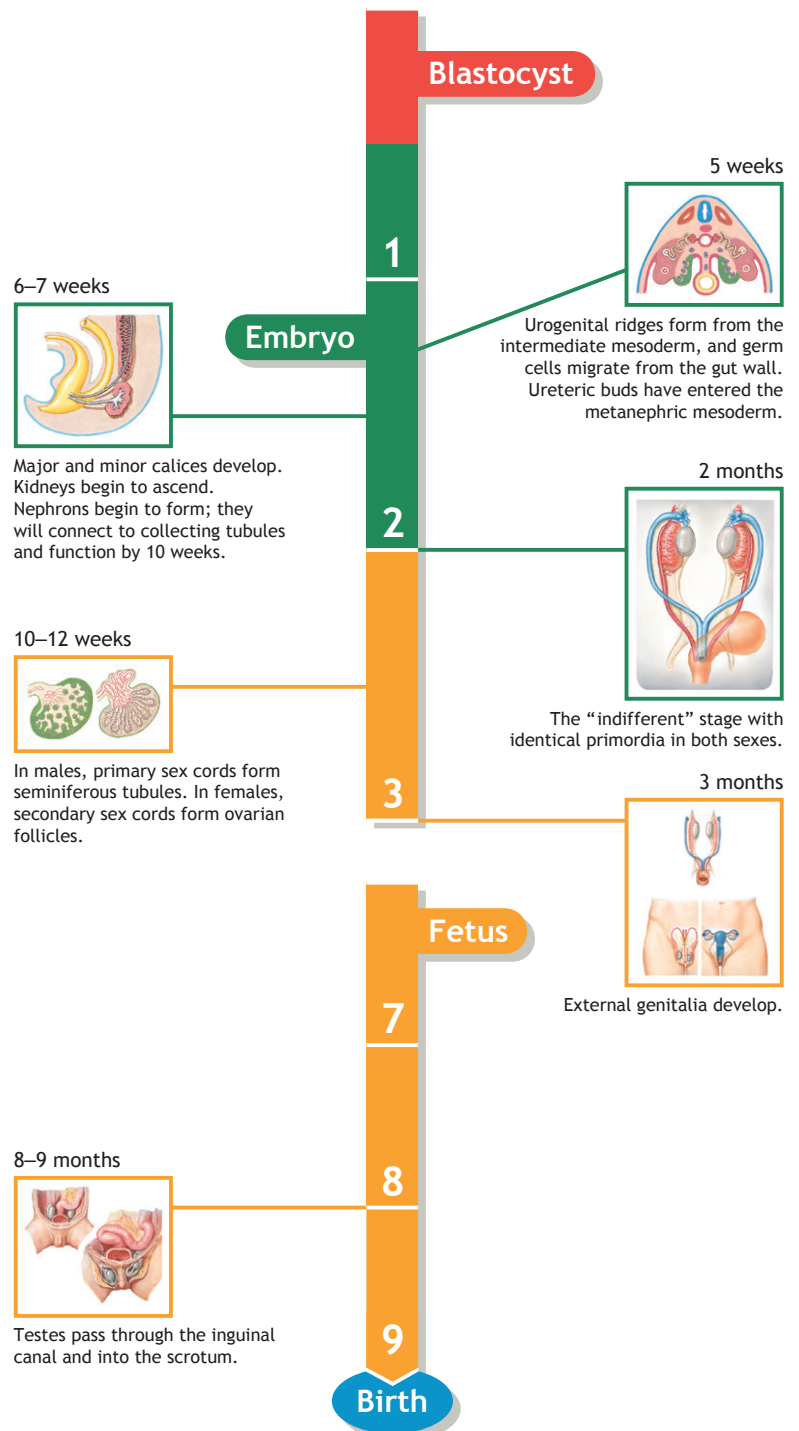 Blastocyst
5 weeks
1
Urogenital ridges form from the
intermediate mesoderm, and germ
cells migrate from the gut wall.
Ureteric buds have entered the
metanephric mesoderm.
6–7 weeks
Embryo
Major and minor calices develop.
Kidneys begin to ascend.
Nephrons begin to form; they
will connect to collecting tubules
and function by 10 weeks.
2 months
2
The “indifferent” stage with
identical primordia in both sexes.
10–12 weeks
In males, primary sex cords form
seminiferous tubules. In females,
secondary sex cords form ovarian
follicles.
3
3 months
External genitalia develop.
Fetus
7
8–9 months
8
Testes pass through the inguinal
canal and into the scrotum.
9
Birth